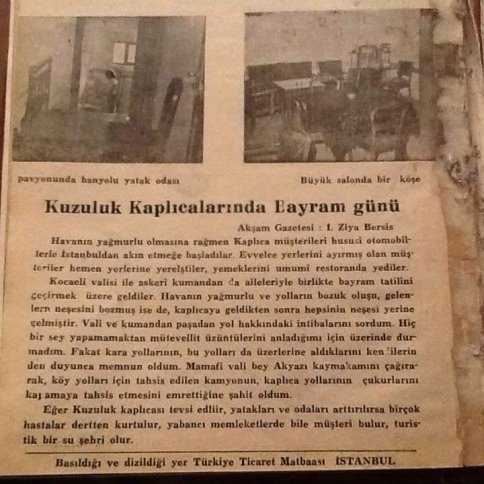 pavyonunda banyolu yatak odası
Büyük salonda bir köşe
Kuzuluk Kaplıcalarında Bayram günü
Akşam Gazetesi : I. Ziya Bersis
Havanın yağmurlu olmasına rağmen Kaplıca müşterileri hususi otomobil-
lerle Istanbuldan akın etmeğe başladılar. Evvelce yerlerini ayırmış olan müş-
teriler hemen yerlerine yerelştiler, yemeklerini umumi restoranda yediler.
Kocaeli valisi ile askeri kumandan da aileleriyle birlikte bayram tatilini
geçirmek üzere geldiler. Havanın yağmurlu ve yolların bozuk oluşu, gelen-
lern neşesini bozmuş ise de, kaplıcaya geldikten sonra hepsinin neşesi yerine
gelmiştir. Vali ve kumandan paşadan yol hakkındaki intibalarını sordum. Hiç
bir sey yapamamaktan mütevellit üzüntülerini anladığımı için üzerinde dur-
madım. Fakat kara yollarının, bu yolları da üzerlerine aldıklarını ken ilerin
den duyunca memnun oldum. Mamafi vali bey Akyazı kaymakamını çağıra-
rak, köy yolları için tahsis edilen kamyonun, kaplıca yollarının çukurlarını
kapamaya tahsis etmesini emrettiğine şahit oldum.
Eğer Kuzuluk kaplıcası tevsi edliir, yatakları ve odaları arttırılırsa birçok
hastalar dertten kurtulur, yabancı memleketlerde bile müşteri bulur, turis-
tik bir su şehri olur.
Basıldığı ve dizildiği yer Türkiye Ticaret Matbaası İSTANBUL